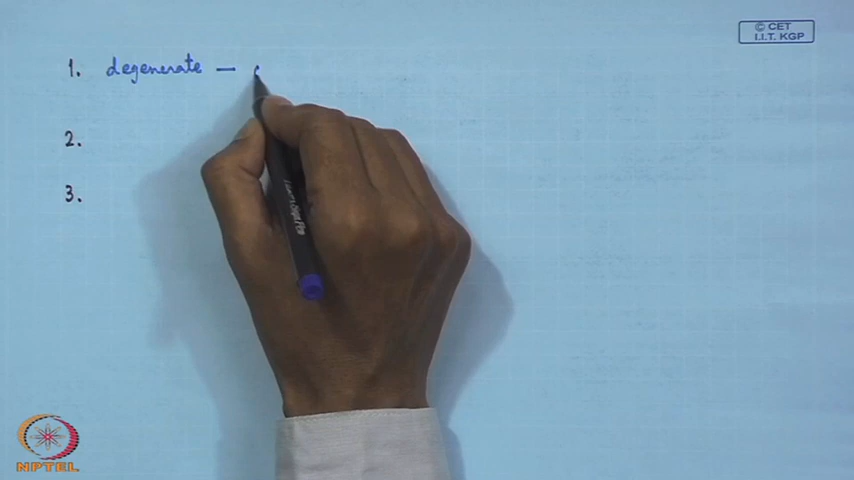 © CET
I.I.T. KGP
1. degenerate —
2.
3.
NPTEL